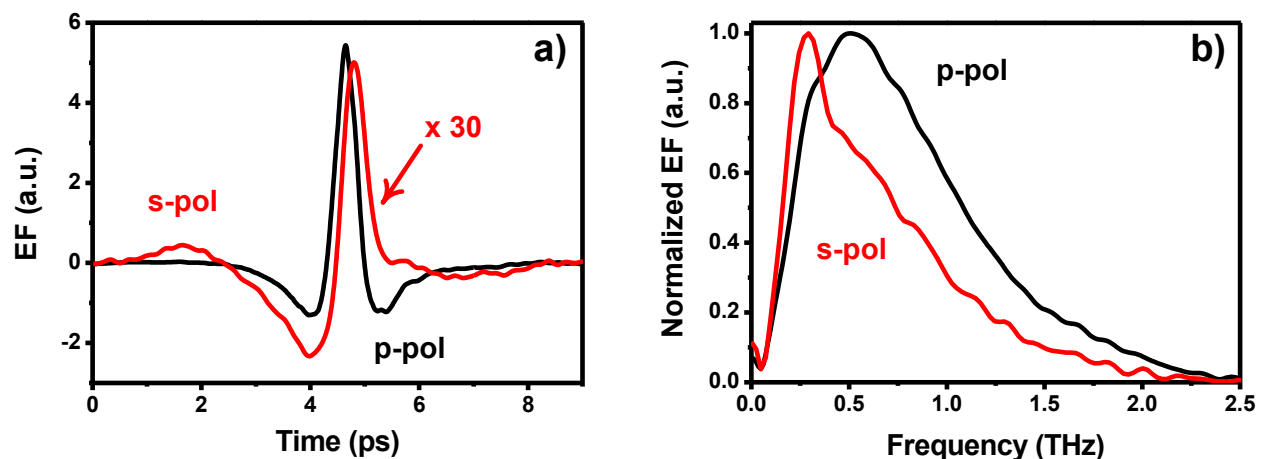 a)
EF (a.u.)
6
4
2
0
-2
s-pol
x 30
p-pol
0 2 4 6 8
Time (ps)
b)
Normalized EF (a.u.)
1.0
0.8
0.6
0.4
0.2
0.0
p-pol
s-pol
0.0 0.5 1.0 1.5 2.0 2.5
Frequency (THz)